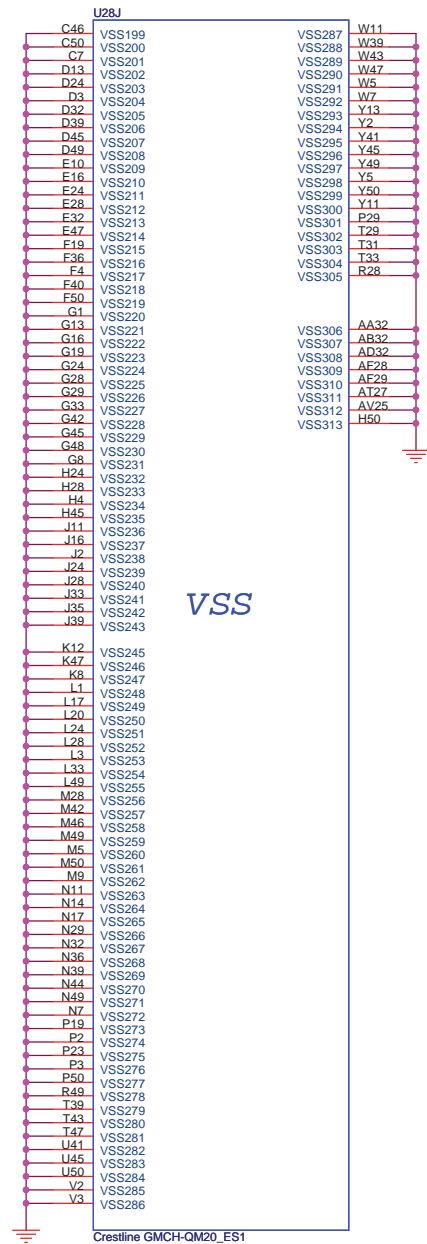 U28J
C46 VSS199
C50 VSS200
C7 VSS201
D13 VSS202
D24 VSS203
D3 VSS204
D32 VSS205
D39 VSS206
D45 VSS207
D49 VSS208
E10 VSS209
E16 VSS210
E24 VSS211
E28 VSS212
E32 VSS213
E47 VSS214
F19 VSS215
F36 VSS216
F4 VSS217
F40 VSS218
F50 VSS219
G1 VSS220
G13 VSS221
G16 VSS222
G19 VSS223
G24 VSS224
G28 VSS225
G29 VSS226
G33 VSS227
G42 VSS228
G45 VSS229
G48 VSS230
G8 VSS231
H24 VSS232
H28 VSS233
H4 VSS234
H45 VSS235
J11 VSS236
J16 VSS237
J2 VSS238
J24 VSS239
J28 VSS240
J33 VSS241
J35 VSS242
J39 VSS243
K12 VSS245
K47 VSS246
K8 VSS247
L1 VSS248
L17 VSS249
L20 VSS250
L24 VSS251
L28 VSS252
L3 VSS253
L33 VSS254
L49 VSS255
M28 VSS256
M42 VSS257
M46 VSS258
M49 VSS259
M5 VSS260
M50 VSS261
M9 VSS262
N11 VSS263
N14 VSS264
N17 VSS265
N29 VSS266
N32 VSS267
N36 VSS268
N39 VSS269
N44 VSS270
N49 VSS271
N7 VSS272
P19 VSS273
P2 VSS274
P23 VSS275
P3 VSS276
P50 VSS277
R49 VSS278
T39 VSS279
T43 VSS280
T47 VSS281
U41 VSS282
U45 VSS283
U50 VSS284
V2 VSS285
V3 VSS286
VSS
VSS287 W11
VSS288 W39
VSS289 W43
VSS290 W47
VSS291 W5
VSS292 W7
VSS293 Y13
VSS294 Y2
VSS295 Y41
VSS296 Y45
VSS297 Y49
VSS298 Y5
VSS299 Y50
VSS300 Y11
VSS301 P29
VSS302 T29
VSS303 T31
VSS304 T33
VSS305 R28
VSS306 AA32
VSS307 AB32
VSS308 AD32
VSS309 AF28
VSS310 AF29
VSS311 AT27
VSS312 AV25
VSS313 H50
Crestline GMCH-QM20_ES1